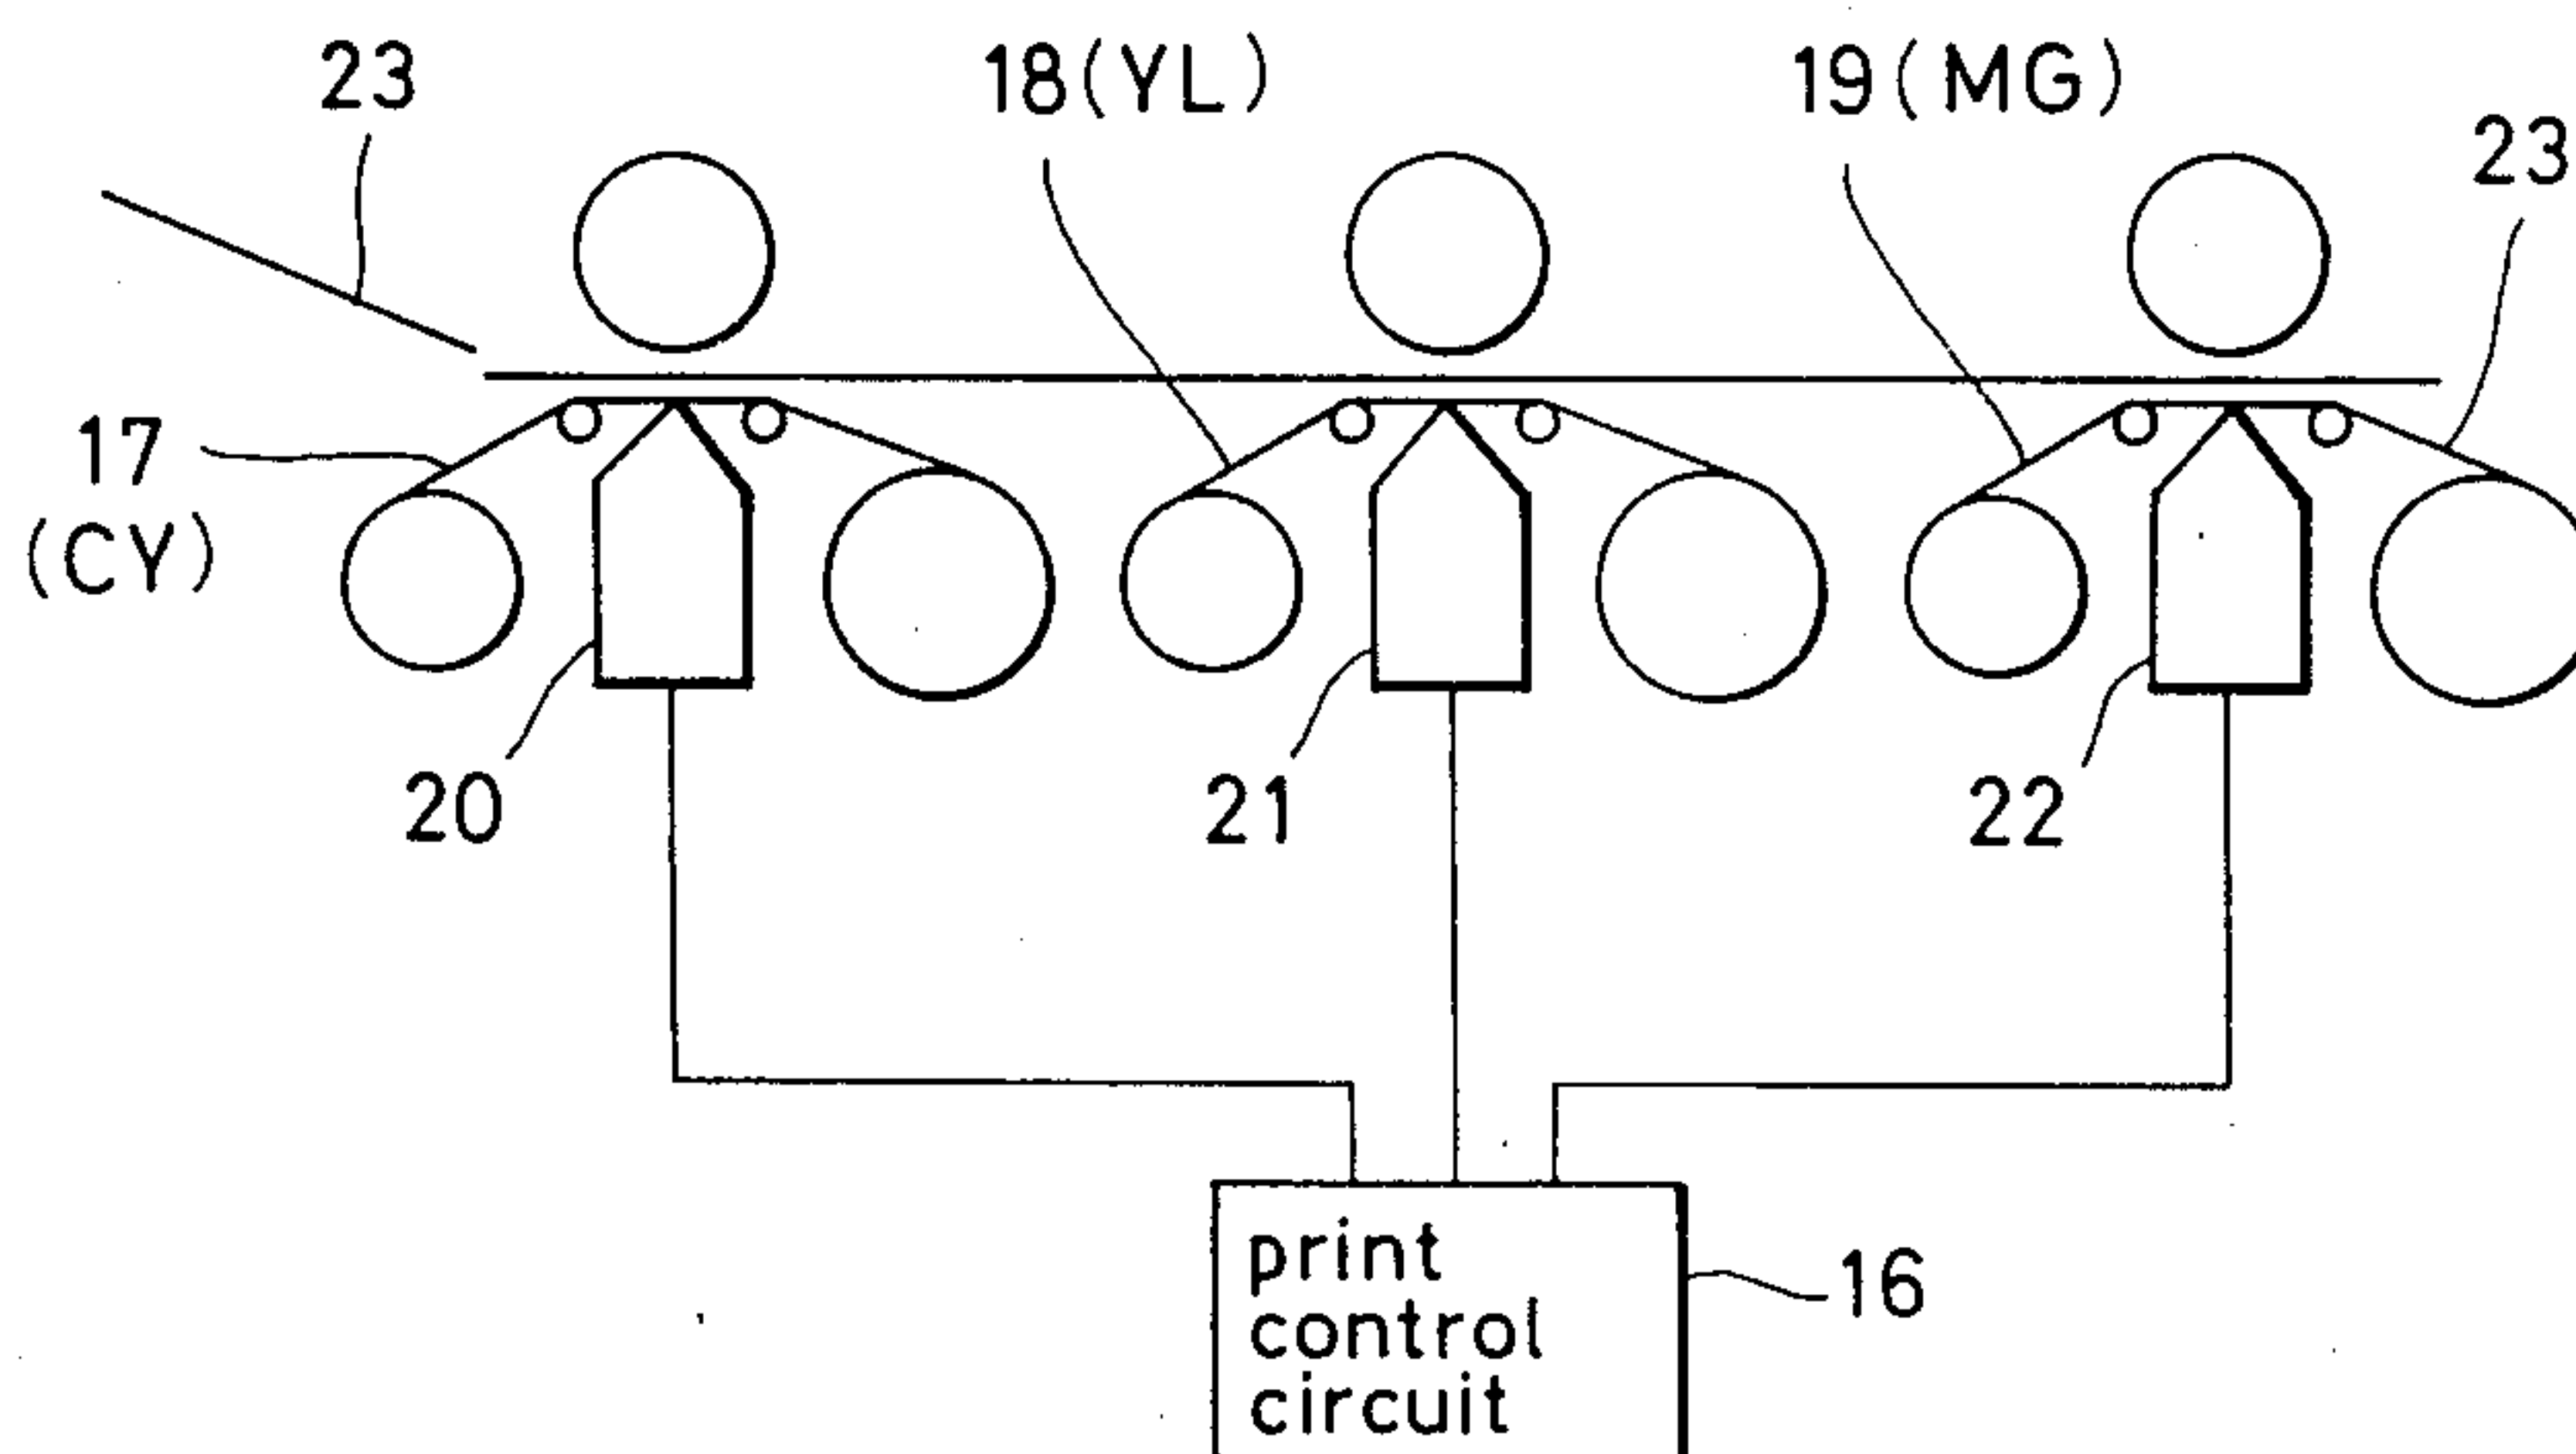 23
18(YL)
19(MG)
23
17
(CY)
20
21
22
print
control
circuit
16